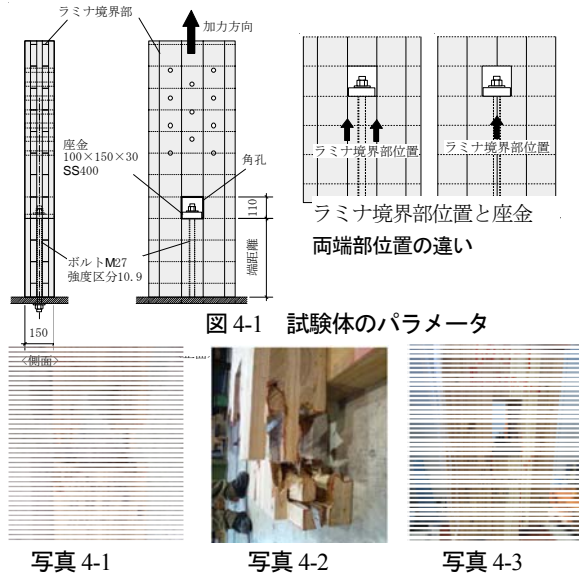 ラミナ境界部
加力方向
座金
100×150×30
SS400
角孔
110
端距離
ボルトM27
強度区分10.9
150
<側面>
ラミナ境界部位置
ラミナ境界部位置
ラミナ境界部位置と座金
両端部位置の違い
図 4-1 試験体のパラメータ
写真 4-1
写真 4-2
写真 4-3